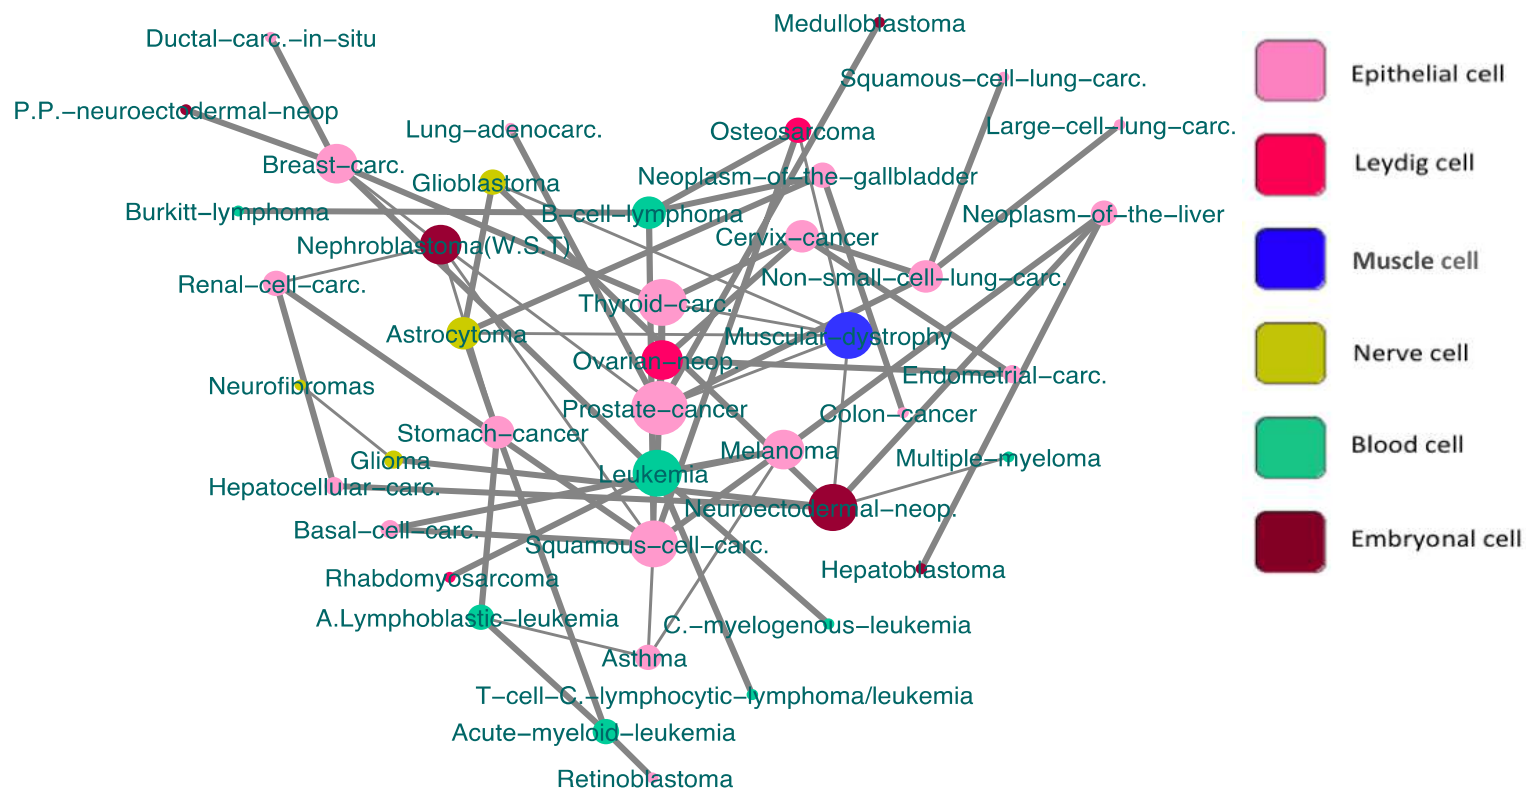 Medulloblastoma
Ductal-carc.-in-situ
Squamous-cell-lung-carc.
Epithelial cell
P.P.-neuroectodermal-neop
Lung-adenocarc.
Osteosarcoma
Large-cell-lung-carc.
Breast-carc.
Glioblastoma
Neoplasm-of-the-gallbladder
Leydig cell
Burkitt-lymphoma
B-cell-lymphoma
Neoplasm-of-the-liver
Nephroblastoma(W.S.T)
Cervix-cancer
Muscle cell
Renal-cell-carc.
Non-small-cell-lung-carc.
Thyroid-carc.
Astrocytoma
Muscular-dystrophy
Nerve cell
Ovarian-neop.
Neurofibromas
Endometrial-carc.
Prostate-cancer
Colon-cancer
Stomach-cancer
Blood cell
Melanoma
Glioma
Multiple-myeloma
Leukemia
Hepatocellular-carc.
Neuroectodermal-neop.
Basal-cell-carc.
Squamous-cell-carc.
Embryonal cell
Rhabdomyosarcoma
Hepatoblastoma
A.Lymphoblastic-leukemia
C.-myelogenous-leukemia
Asthma
T-cell-C.-lymphocytic-lymphoma/leukemia
Acute-myeloid-leukemia
Retinoblastoma